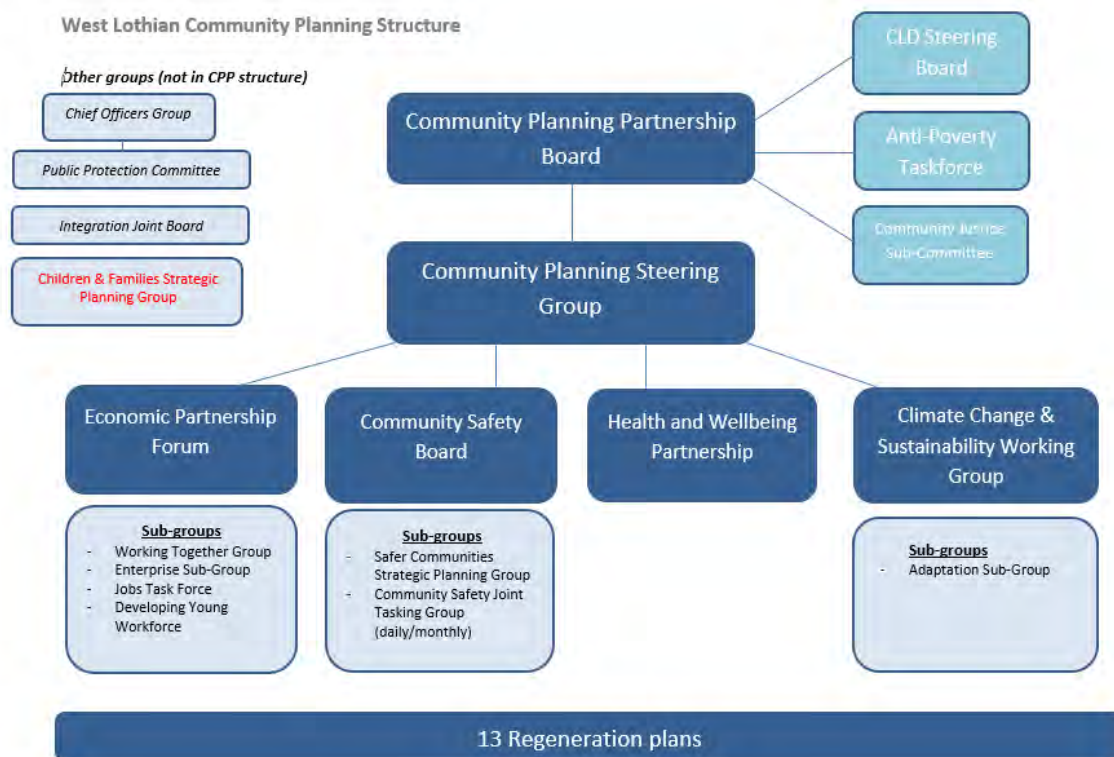 West Lothian Community Planning Structure
Other groups (not in CPP structure)
Chief Officers Group
Public Protection Committee
Integration Joint Board
Children & Families Strategic
Planning Group
Community Planning Partnership
Board
CLD Steering
Board
Anti-Poverty
Taskforce
Community Justice
Sub-Committee
Community Planning Steering
Group
Economic Partnership
Forum
Community Safety
Board
Health and Wellbeing
Partnership
Climate Change &
Sustainability Working
Group
Sub-groups
- Working Together Group
- Enterprise Sub-Group
- Jobs Task Force
- Developing Young
Workforce
Sub-groups
- Safer Communities
Strategic Planning Group
- Community Safety Joint
Tasking Group
(daily/monthly)
Sub-groups
- Adaptation Sub-Group
13 Regeneration plans